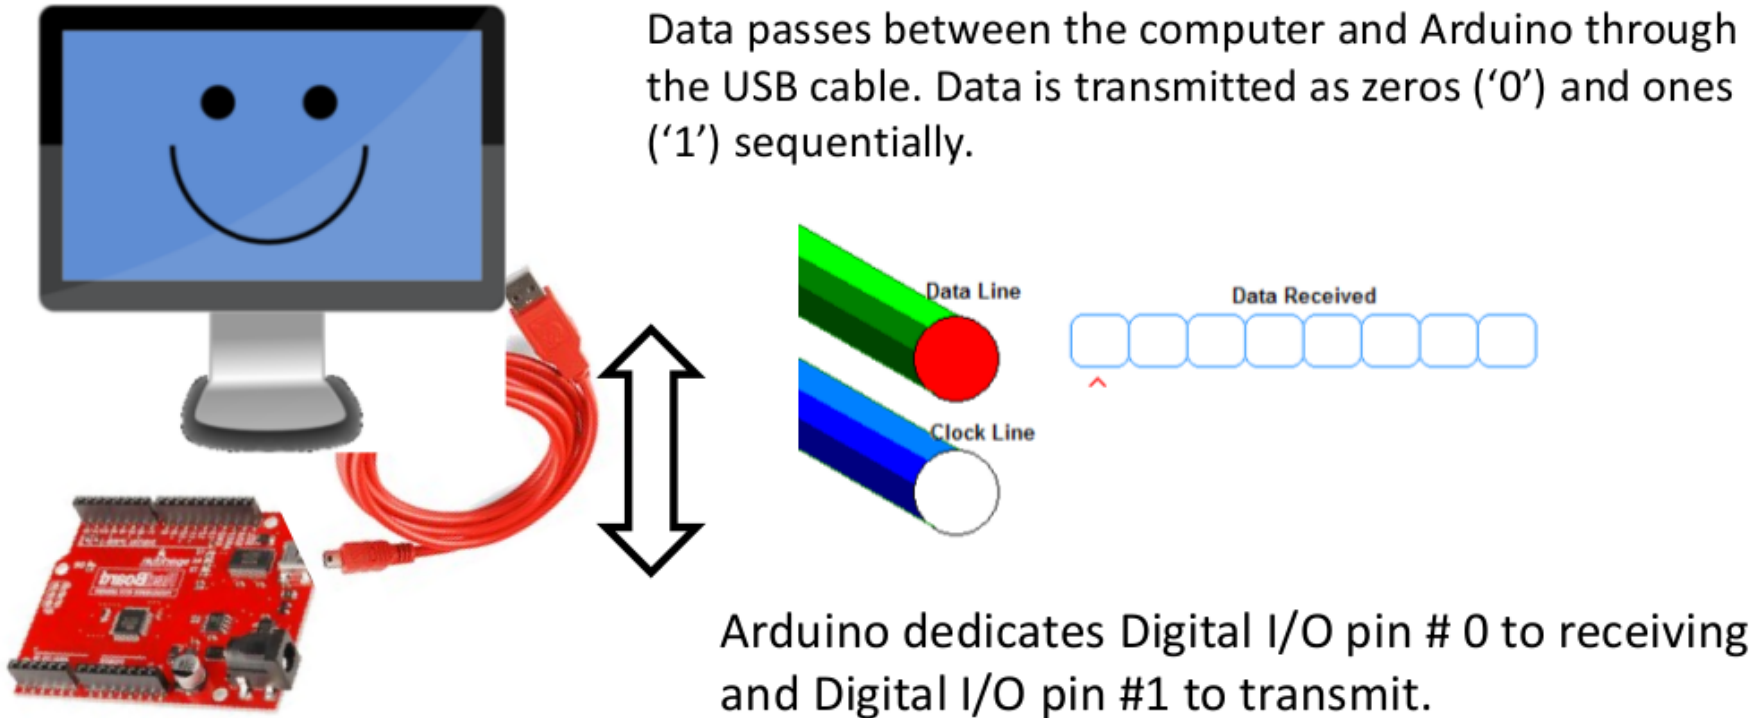 Data passes between the computer and Arduino through
the USB cable. Data is transmitted as zeros (‘0’) and ones
(‘1’) sequentially.
Data Line
Data Received
Clock Line
RedBoard
Arduino dedicates Digital I/O pin # 0 to receiving
and Digital I/O pin #1 to transmit.